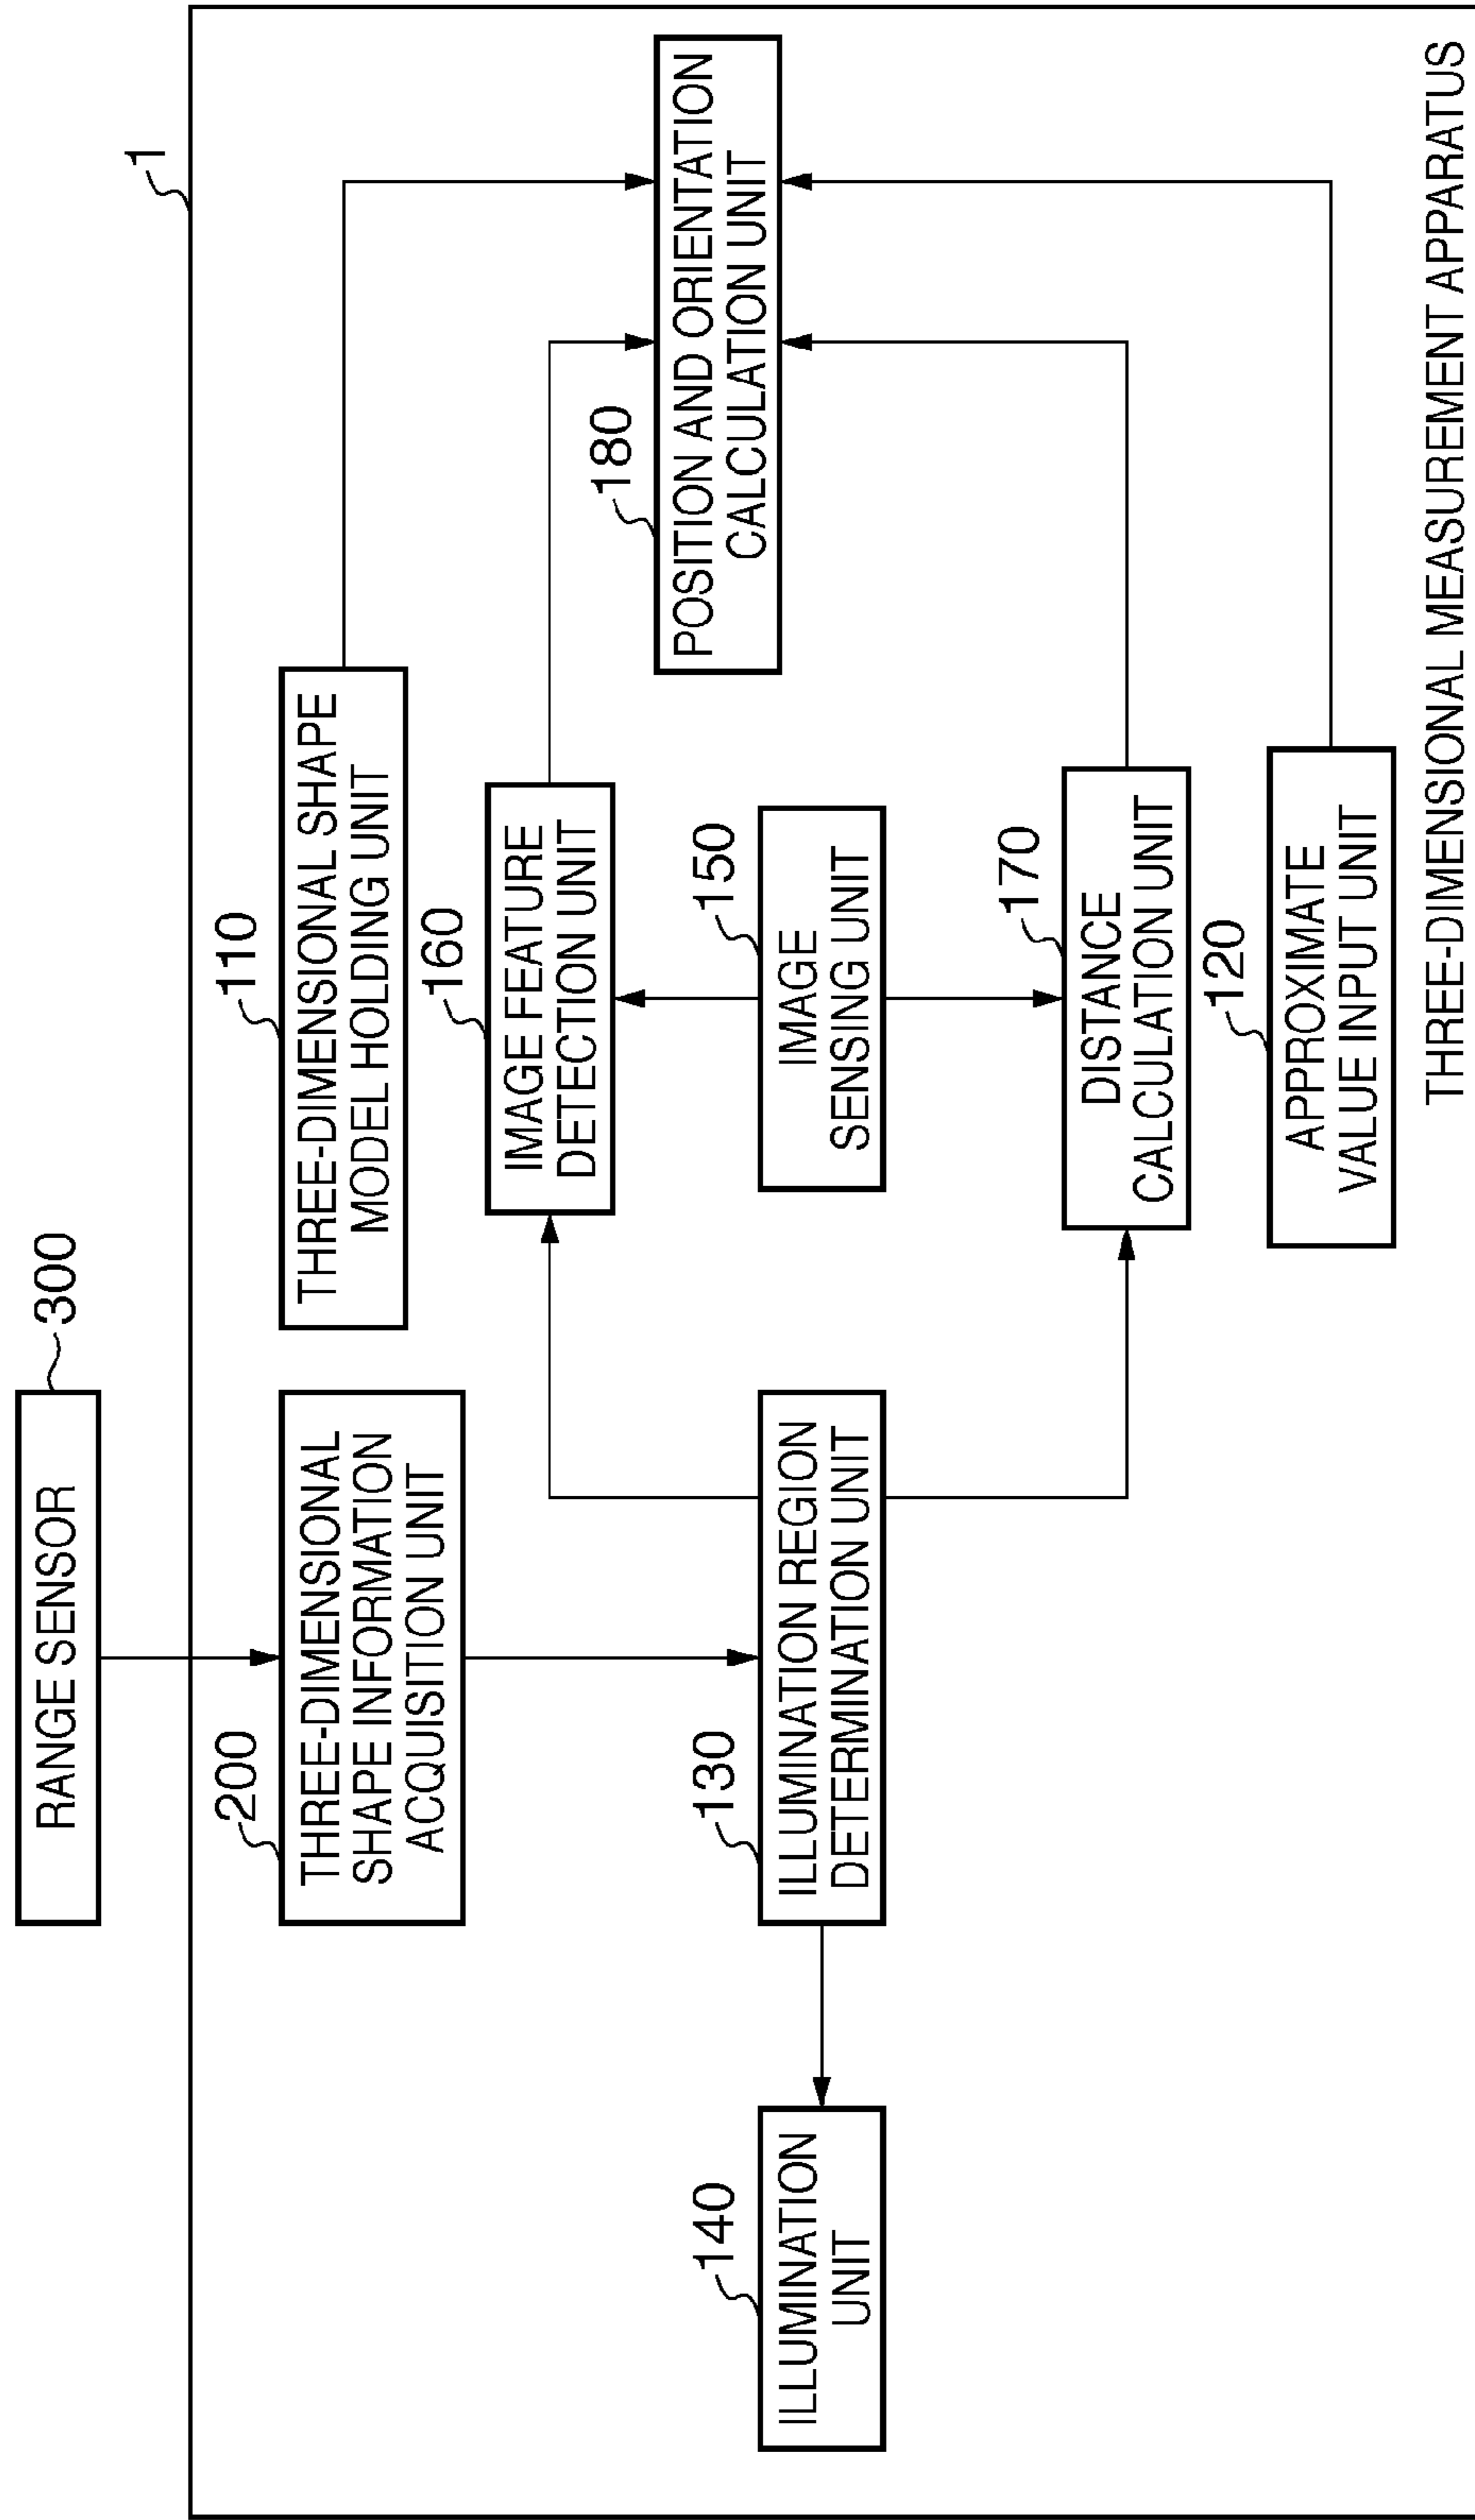 RANGE SENSOR
300
1
200
THREE-DIMENSIONAL
SHAPE INFORMATION
ACQUISITION UNIT
110
THREE-DIMENSIONAL SHAPE
MODEL HOLDING UNIT
160
IMAGE FEATURE
DETECTION UNIT
180
POSITION AND ORIENTATION
CALCULATION UNIT
140
ILLUMINATION
UNIT
130
ILLUMINATION REGION
DETERMINATION UNIT
150
IMAGE
SENSING UNIT
170
DISTANCE
CALCULATION UNIT
120
APPROXIMATE
VALUE INPUT UNIT
THREE-DIMENSIONAL MEASUREMENT APPARATUS